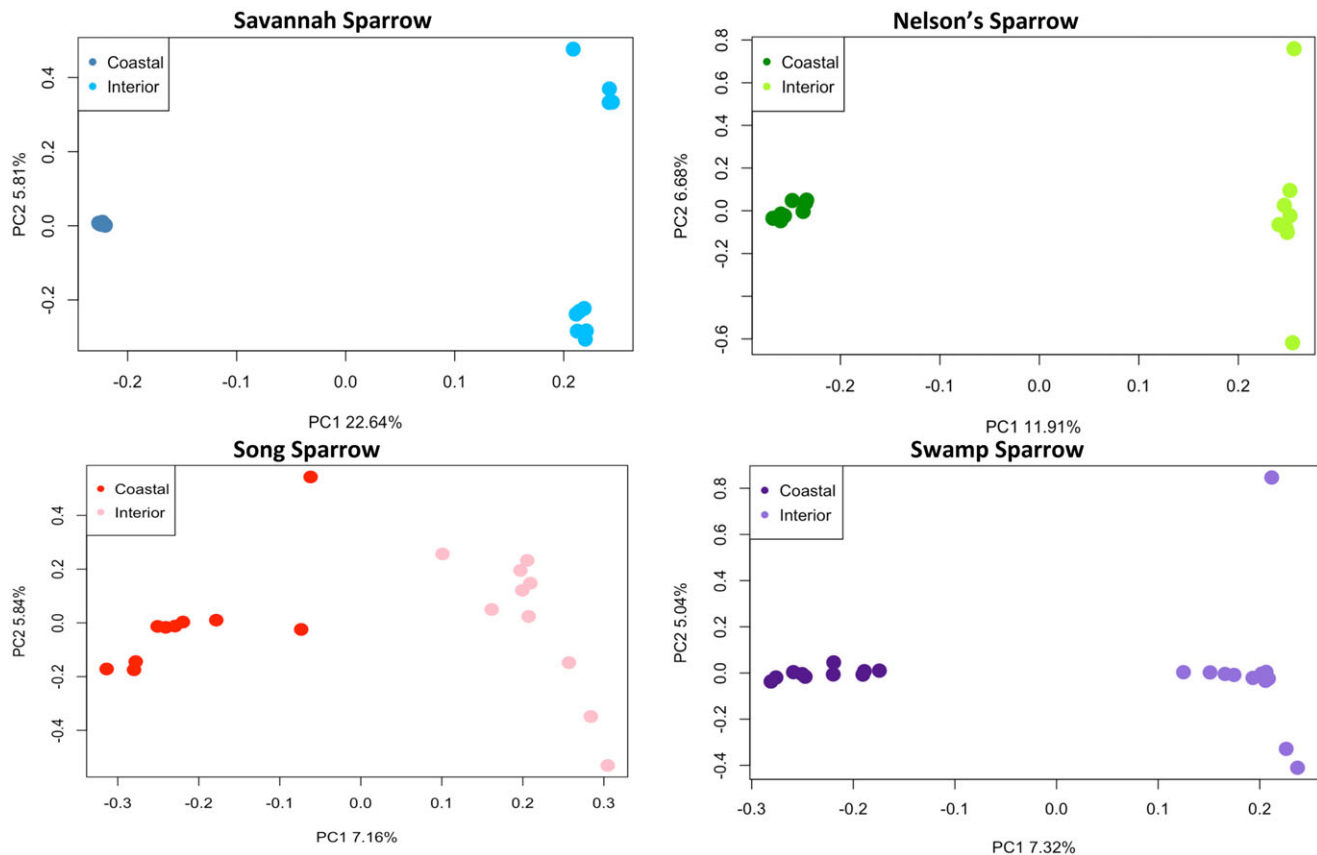 Savannah Sparrow
Coastal
Interior
0.4
0.2
0.0
-0.2
PC2 5.81%
-0.2 -0.1 0.0 0.1 0.2
PC1 22.64%
Nelson's Sparrow
Coastal
Interior
0.8
0.6
0.4
0.2
0.0
-0.2
-0.6
PC2 6.68%
-0.2 -0.1 0.0 0.1 0.2
PC1 11.91%
Song Sparrow
Coastal
Interior
0.4
0.2
0.0
-0.2
-0.4
PC2 5.84%
-0.3 -0.2 -0.1 0.0 0.1 0.2 0.3
PC1 7.16%
Swamp Sparrow
Coastal
Interior
0.8
0.6
0.4
0.2
0.0
-0.2
-0.4
PC2 5.04%
-0.3 -0.2 -0.1 0.0 0.1 0.2
PC1 7.32%